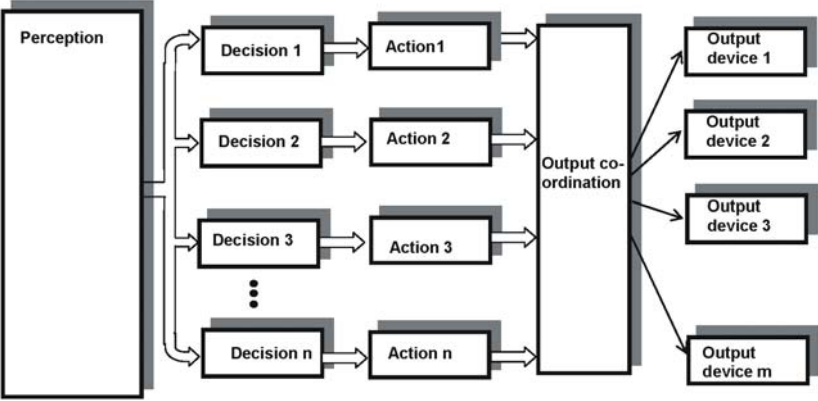 Perception
Decision 1
Action1
Decision 2
Action 2
Decision 3
Action 3
Decision n
Action n
Output co-
ordination
Output
device 1
Output
device 2
Output
device 3
Output
device m